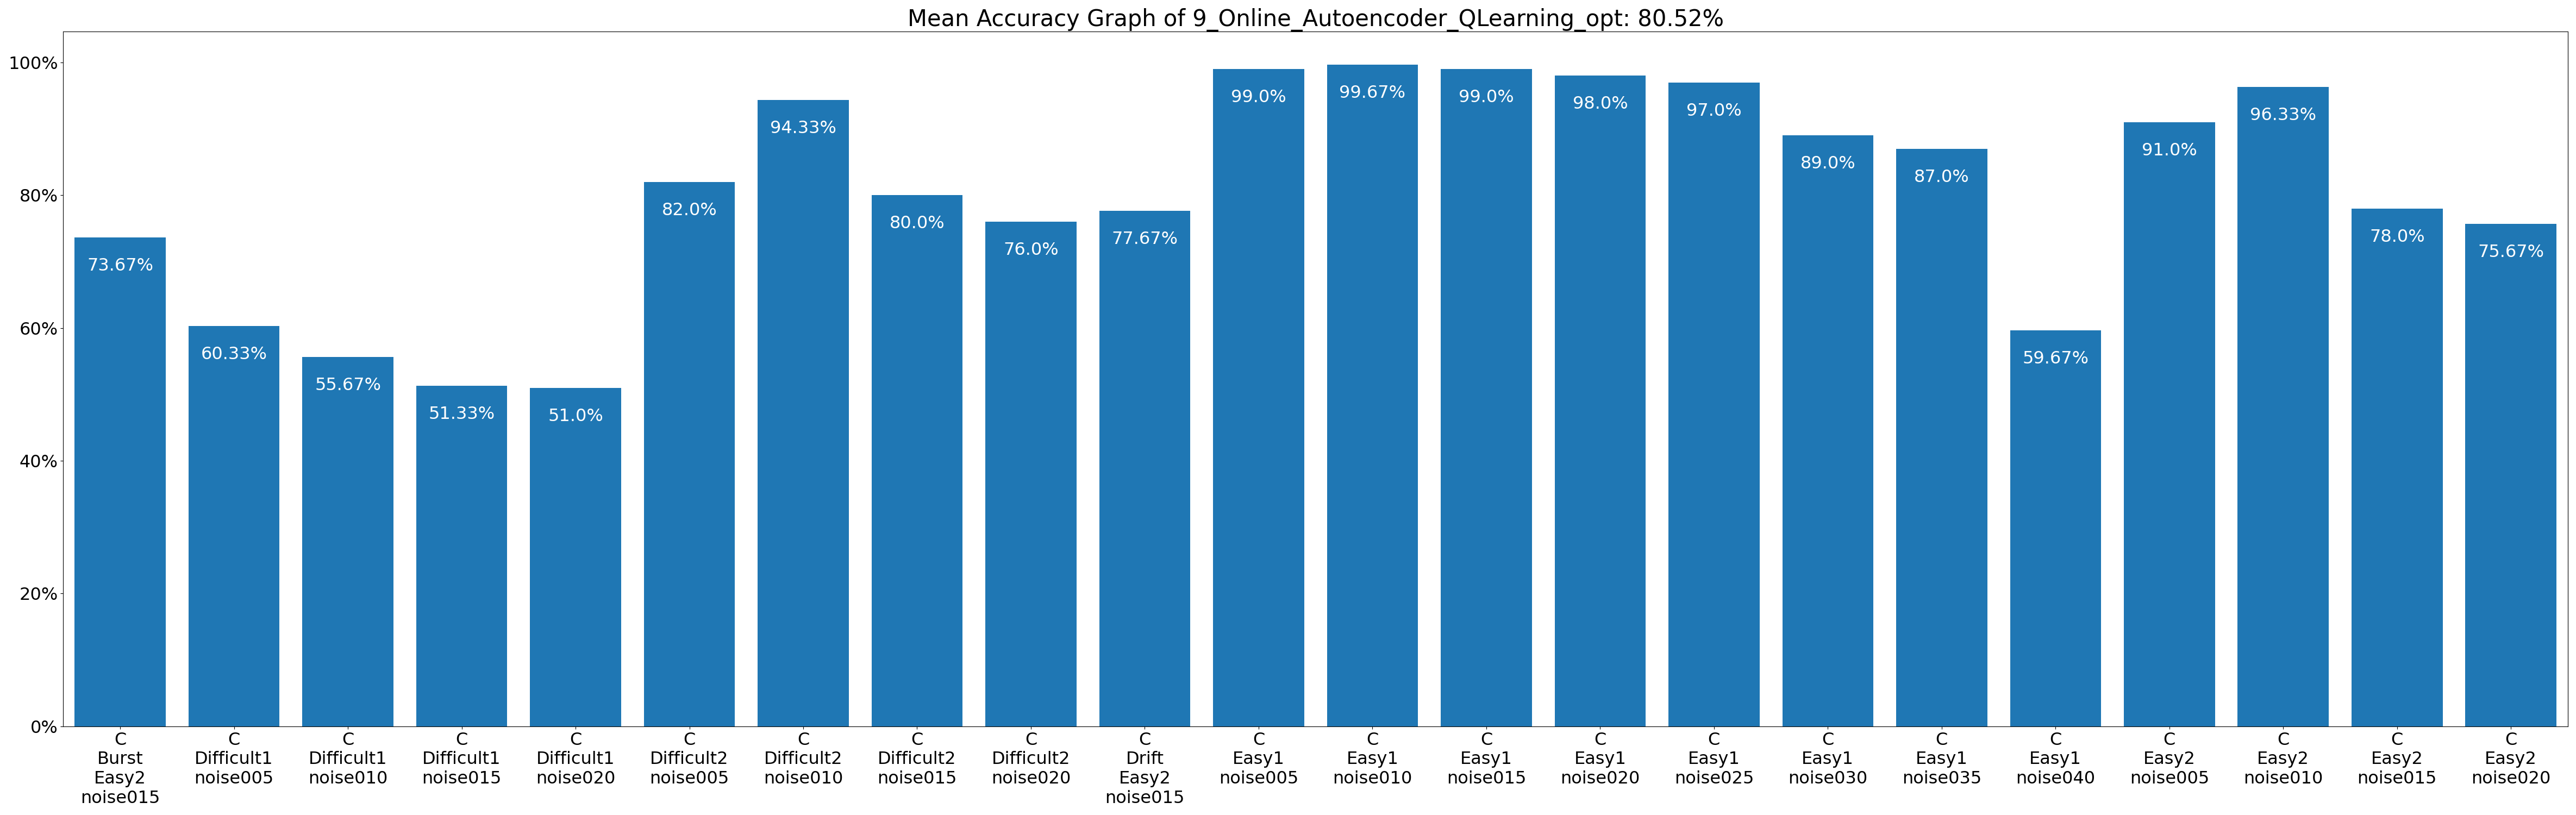 Mean Accuracy Graph of 9_Online_Autoencoder_QLearning_opt: 80.52%
100%
80%
60%
40%
20%
0%
73.67%
60.33%
55.67%
51.33%
51.0%
82.0%
94.33%
80.0%
76.0%
77.67%
99.0%
99.67%
99.0%
98.0%
97.0%
89.0%
87.0%
59.67%
91.0%
96.33%
78.0%
75.67%
C
Burst
Easy2
noise015
C
Difficult1
noise005
C
Difficult1
noise010
C
Difficult1
noise015
C
Difficult1
noise020
C
Difficult2
noise005
C
Difficult2
noise010
C
Difficult2
noise015
C
Difficult2
noise020
C
Drift
Easy2
noise015
C
Easy1
noise005
C
Easy1
noise010
C
Easy1
noise015
C
Easy1
noise020
C
Easy1
noise025
C
Easy1
noise030
C
Easy1
noise035
C
Easy1
noise040
C
Easy2
noise005
C
Easy2
noise010
C
Easy2
noise015
C
Easy2
noise020